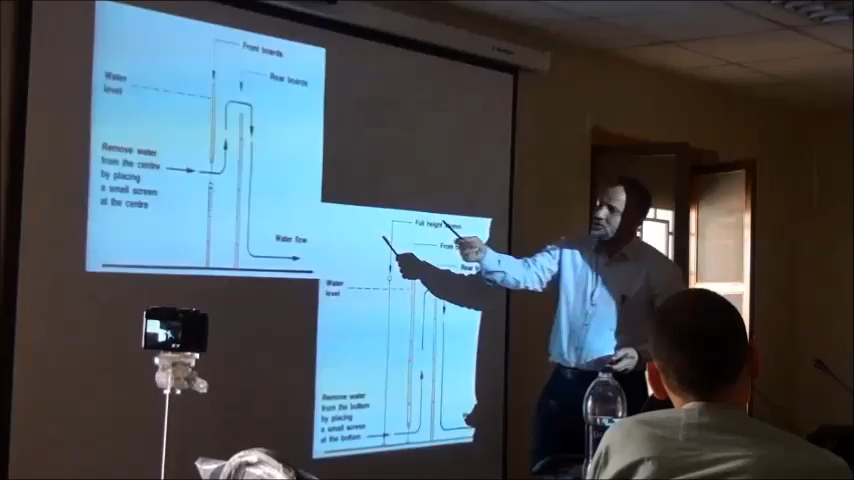 Front boards
Rear boards
Water
level
Remove water
from the centre
by placing
a small screen
at the centre
Water flow
Full height
Water
level
Remove water
from the bottom
by placing
a small screen
at the bottom